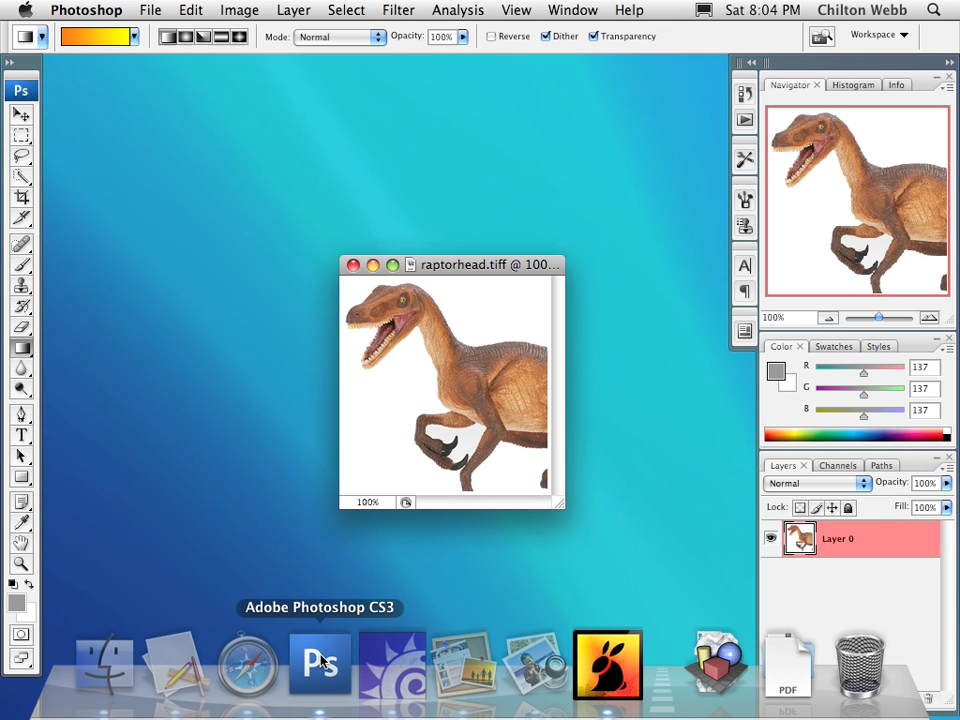 Photoshop File Edit Image Layer Select Filter Analysis View Window Help Sat 8:04 PM Chilton Webb
Mode: Normal Opacity: 100% Reverse Dither Transparency Workspace
Ps
Navigator Histogram Info
raptorhead.tiff @ 100...
100%
100%
Color Swatches Styles
R 137
G 137
B 137
Layers Channels Paths
Normal Opacity: 100%
Lock: Fill: 100%
Layer 0
A
T
Adobe Photoshop CS3
Ps
PDF